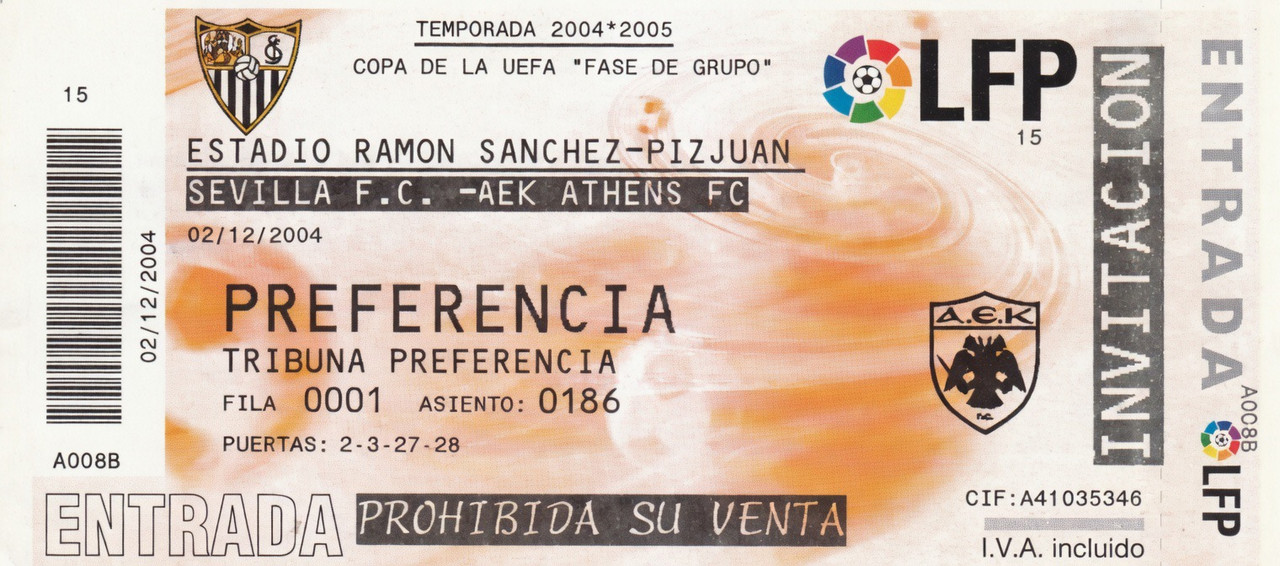 TEMPORADA 2004*2005
COPA DE LA UEFA "FASE DE GRUPO"
LFP
15
15
ESTADIO RAMON SANCHEZ-PIZJUAN
SEVILLA F.C. -AEK ATHENS FC
02/12/2004
02/12/2004
PREFERENCIA
TRIBUNA PREFERENCIA
FILA 0001 ASIENTO: 0186
PUERTAS: 2-3-27-28
A.E.K
F.C.
INVITACION
ENTRADA
A008B
LFP
A008B
ENTRADA PROHIBIDA SU VENTA
CIF:A41035346
I.V.A. incluido